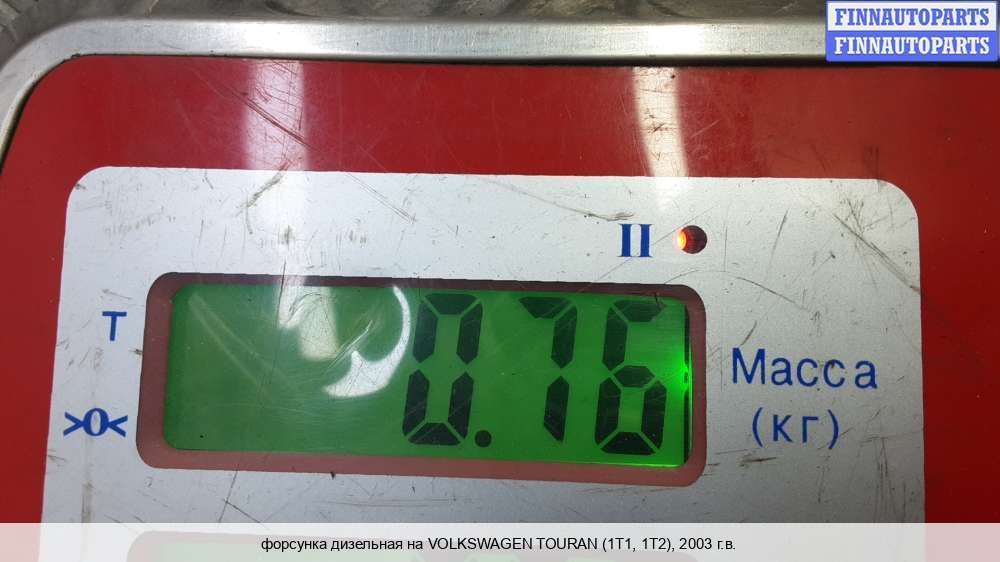 FINNAUTOPARTS
FINNAUTOPARTS
II
T
0.76
Масса
>0<
(кг)
форсунка дизельная на VOLKSWAGEN TOURAN (1T1, 1T2), 2003 г.в.